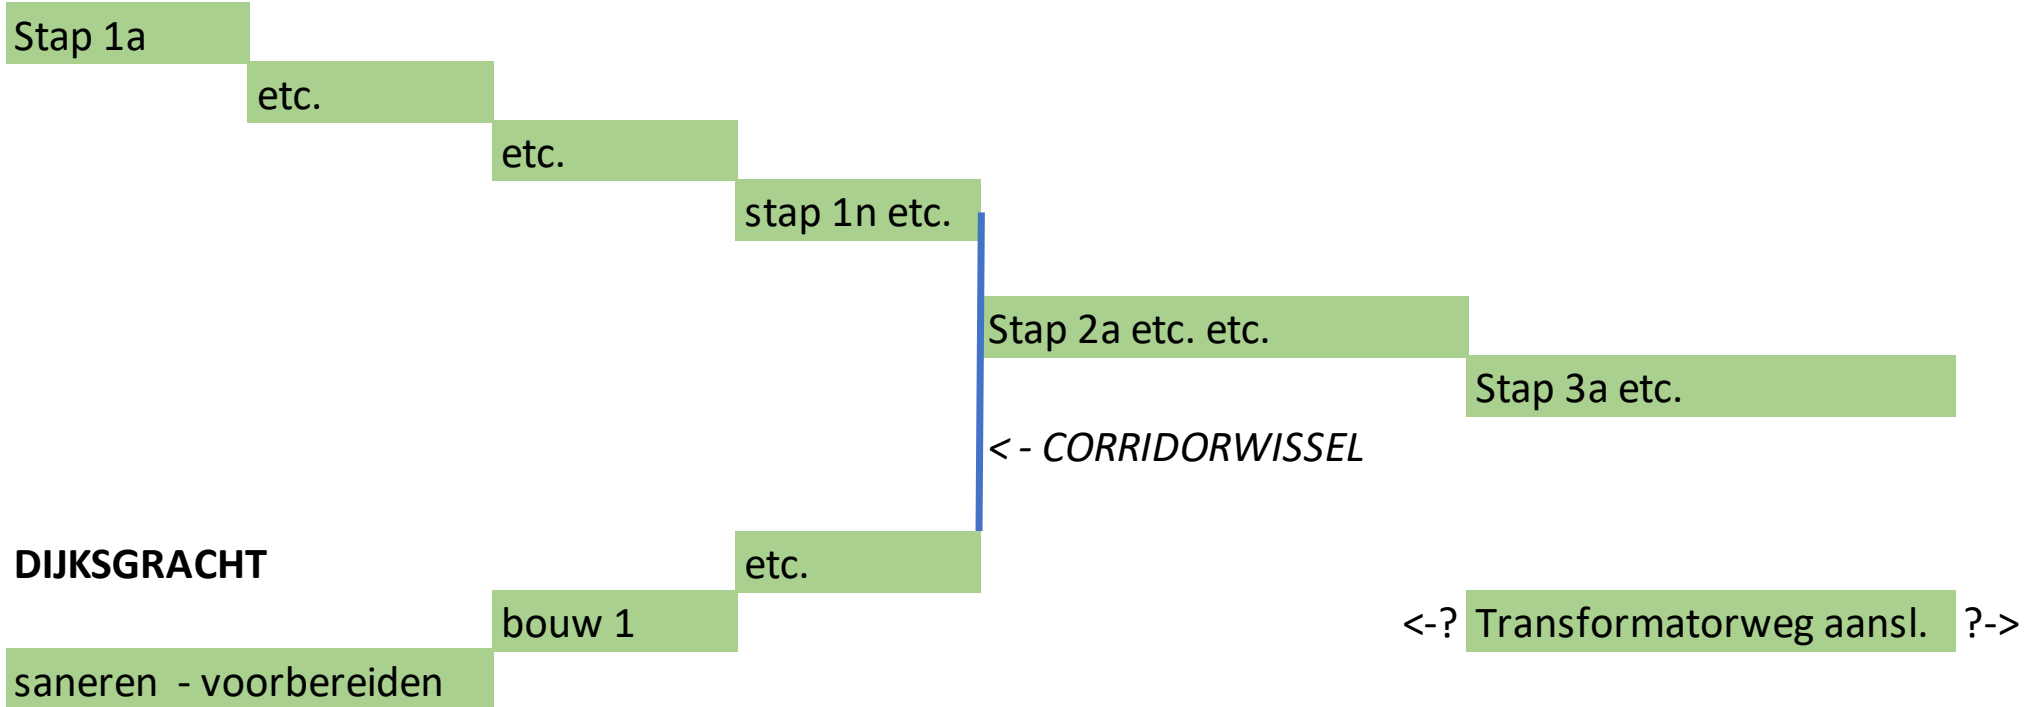 Stap 1a
etc.
etc.
stap 1n etc.
Stap 2a etc. etc.
Stap 3a etc.
< - CORRIDORWISSEL
DIJKSGRACHT
etc.
bouw 1
<-? Transformatorweg aansl. ?->
saneren - voorbereiden